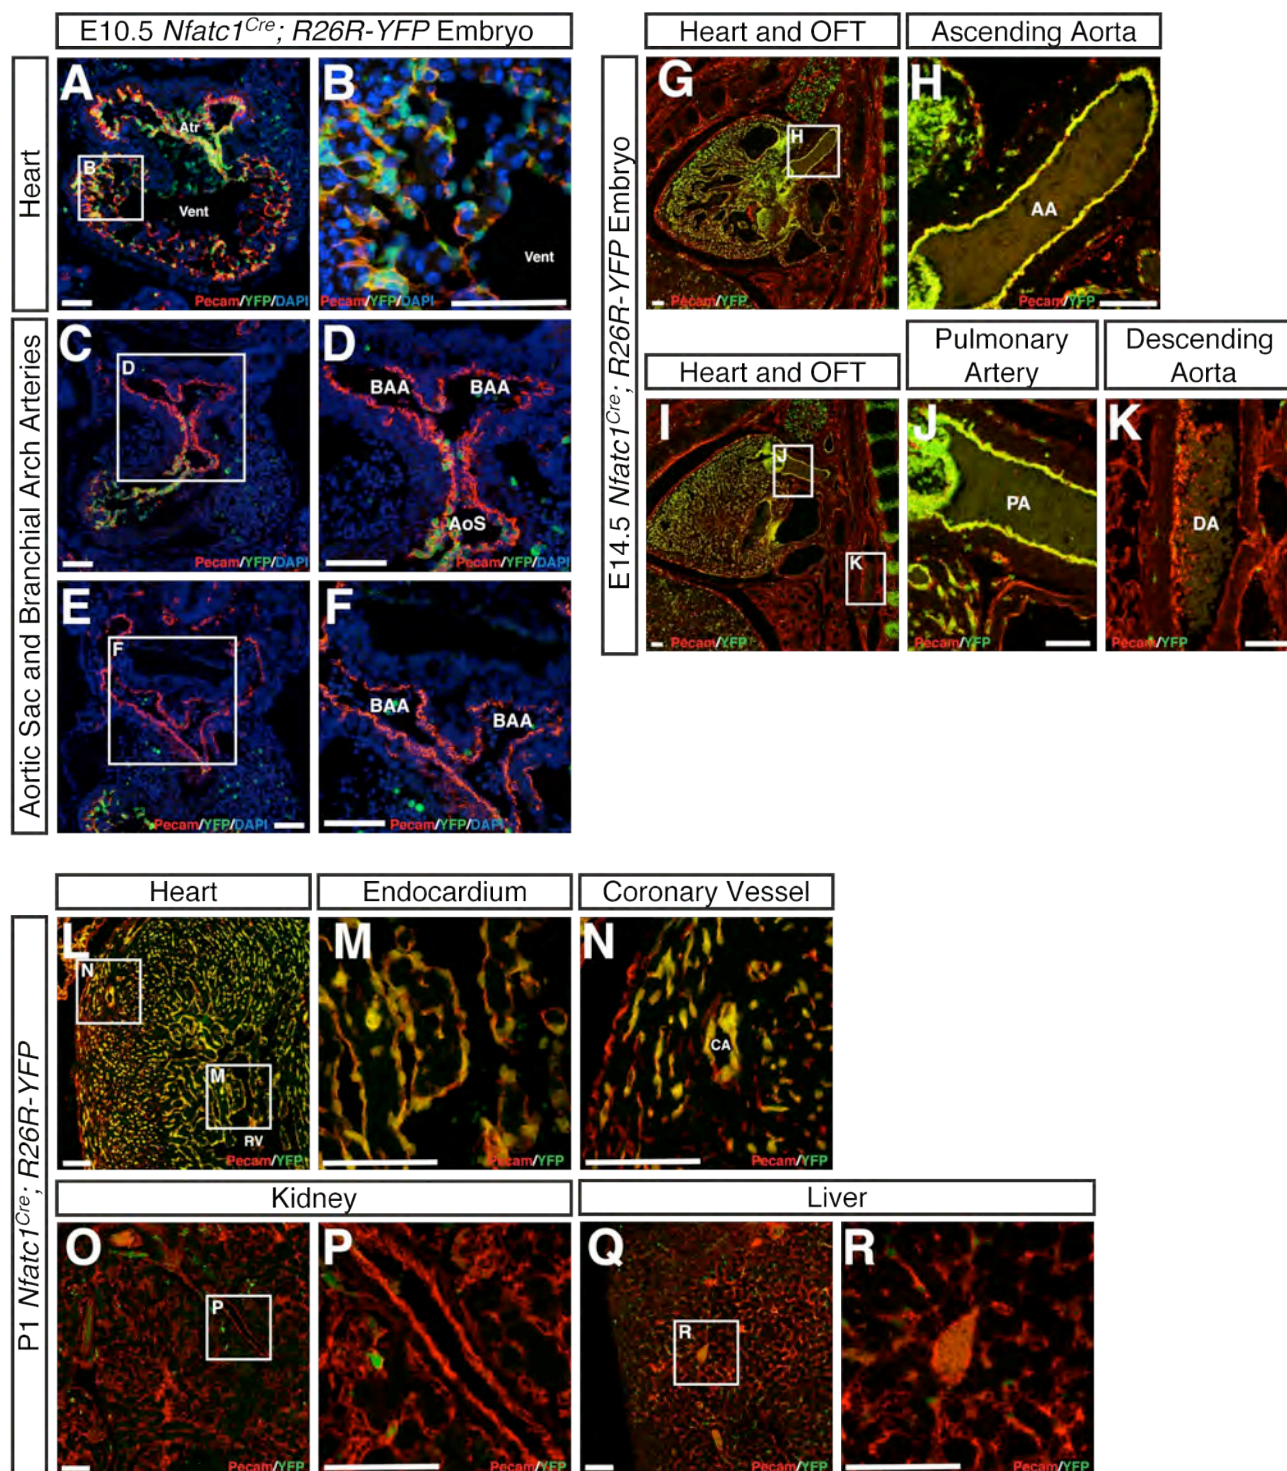 E10.5 Nfatc1Cre; R26R-YFP Embryo
Heart
A
Atr
B
Vent
Pecam/YFP/DAPI
B
Vent
Pecam/YFP/DAPI
Aortic Sac and Branchial Arch Arteries
C
D
Pecam/YFP/DAPI
D
BAA
BAA
AoS
Pecam/YFP/DAPI
E
F
Pecam/YFP/DAPI
F
BAA
BAA
Pecam/YFP/DAPI
E14.5 Nfatc1Cre; R26R-YFP Embryo
Heart and OFT
Ascending Aorta
G
H
Pecam/YFP
H
AA
Pecam/YFP
Heart and OFT
Pulmonary
Artery
Descending
Aorta
I
J
K
Pecam/YFP
J
PA
K
DA
Pecam/YFP
P1 Nfatc1Cre; R26R-YFP
Heart
Endocardium
Coronary Vessel
L
N
M
RV
Pecam/YFP
M
Pecam/YFP
N
CA
Pecam/YFP
Kidney
Liver
O
P
Pecam/YFP
P
Pecam/YFP
Q
R
Pecam/YFP
R
Pecam/YFP